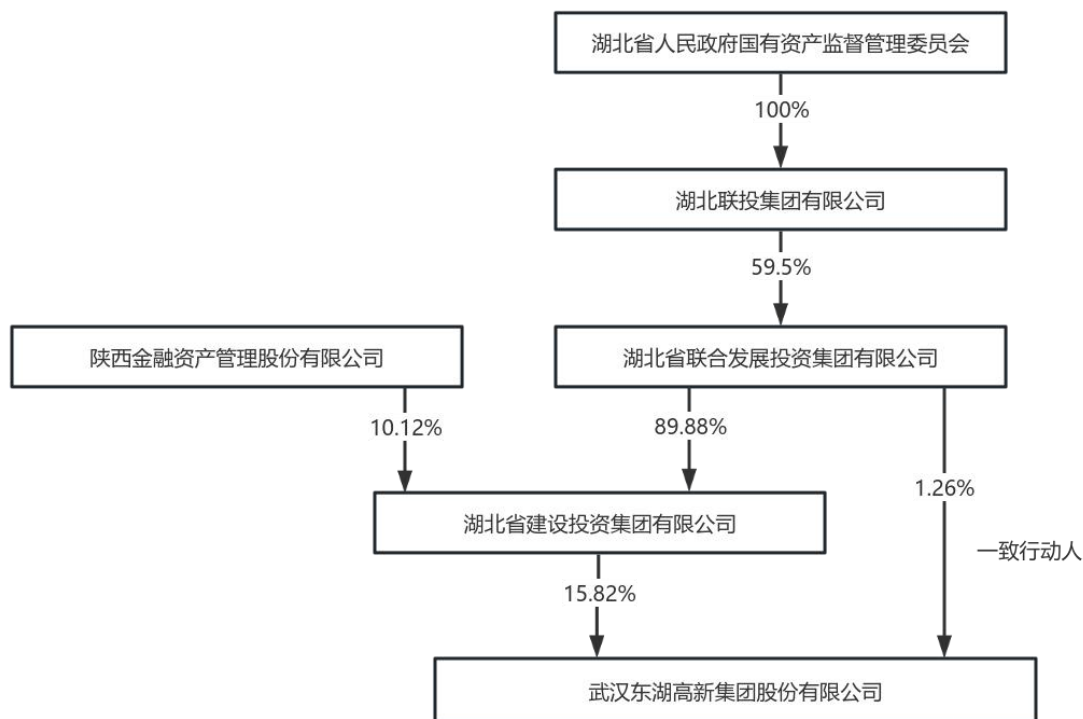 湖北省人民政府国有资产监督管理委员会
100%
湖北联投集团有限公司
59.5%
陕西金融资产管理股份有限公司
湖北省联合发展投资集团有限公司
10.12%
89.88%
1.26%
湖北省建设投资集团有限公司
一致行动人
15.82%
武汉东湖高新集团股份有限公司